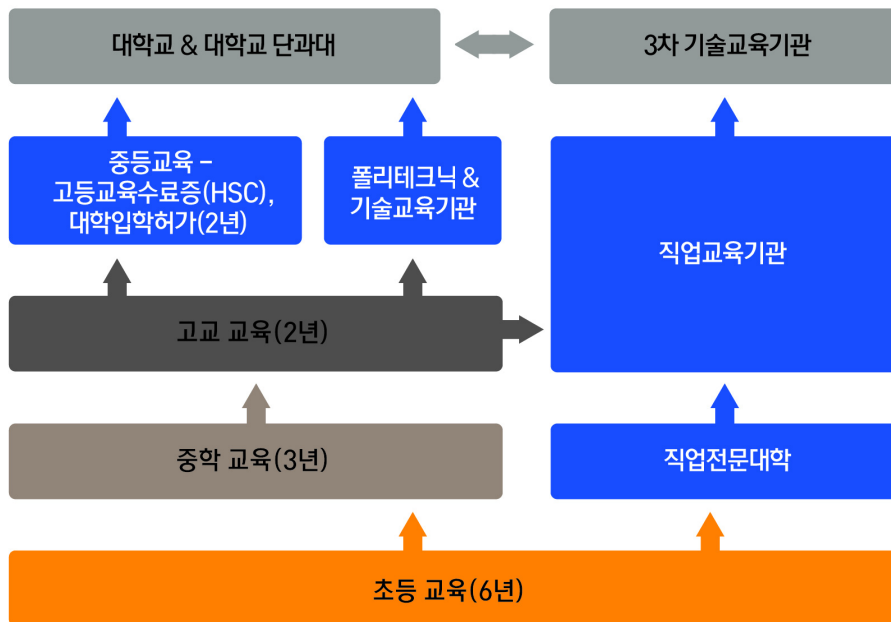 대학교 & 대학교 단과대
3차 기술교육기관
중등교육 –
고등교육수료증(HSC),
대학입학허가(2년)
폴리테크닉 &
기술교육기관
직업교육기관
고교 교육(2년)
중학 교육(3년)
직업전문대학
초등 교육(6년)